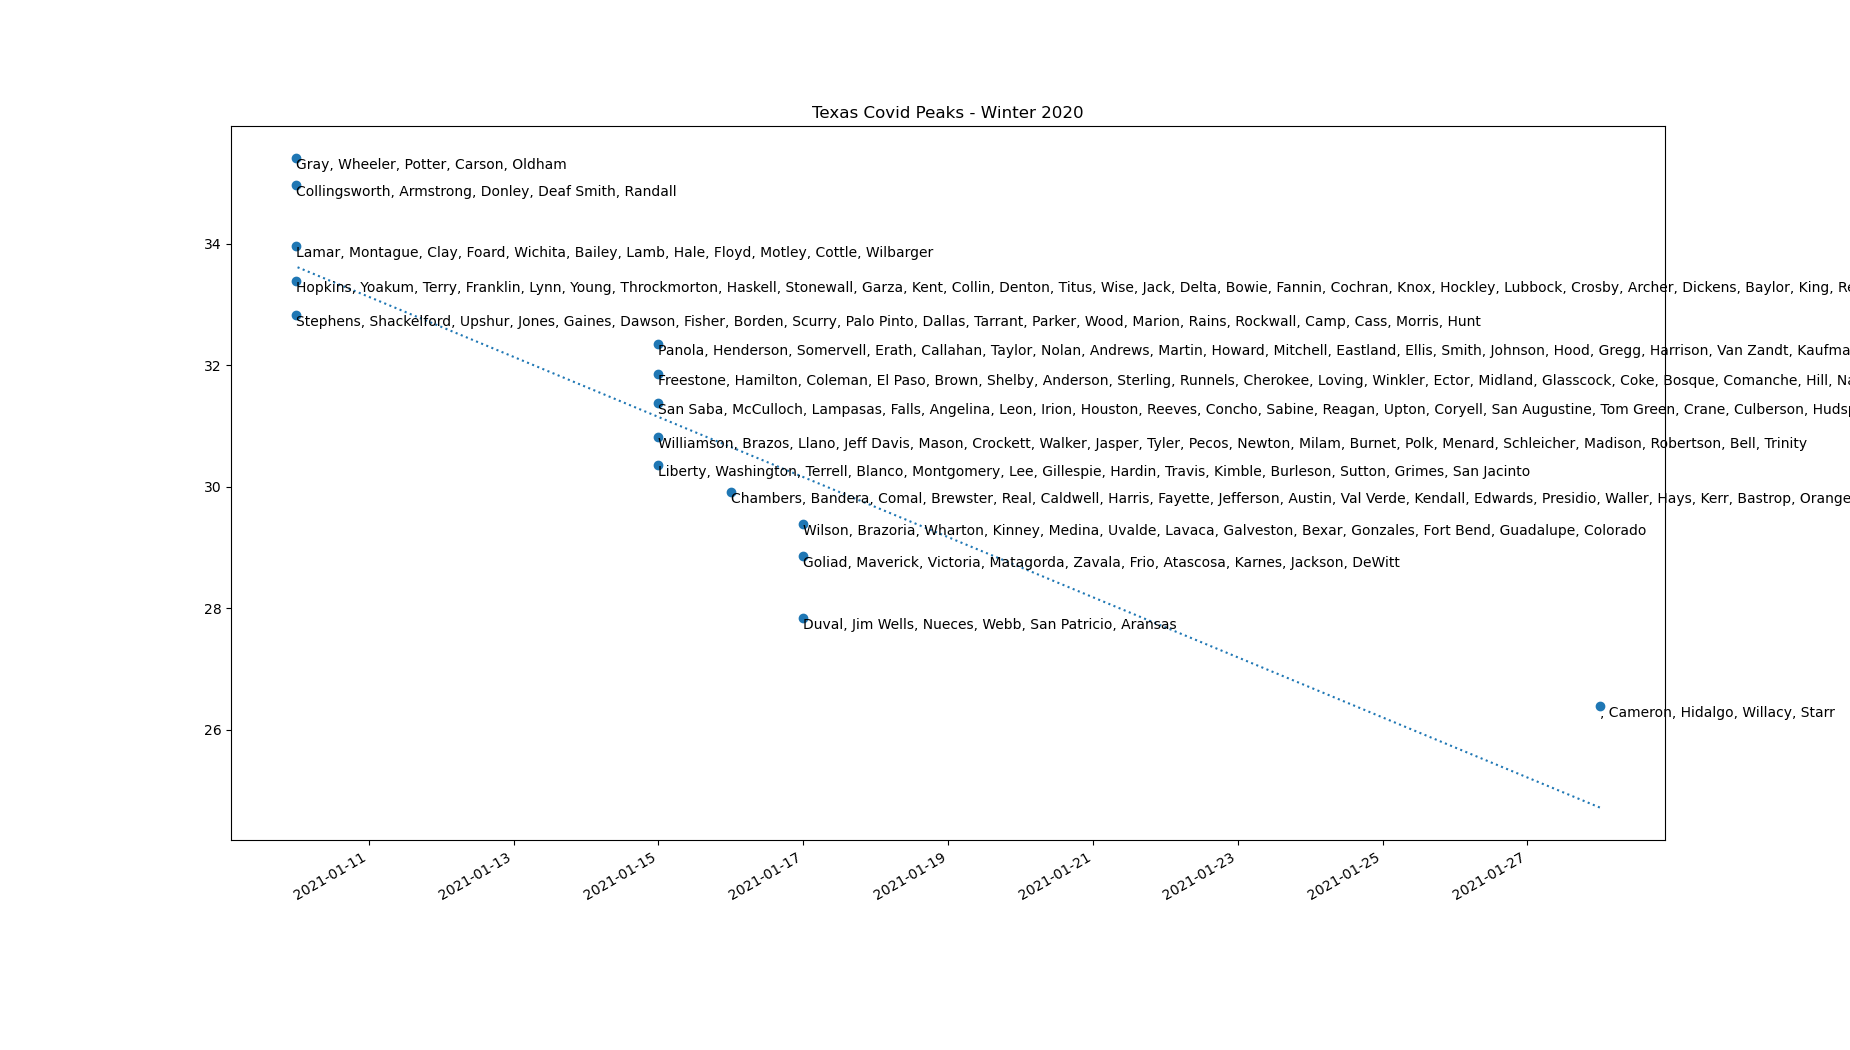 Texas Covid Peaks - Winter 2020
Gray, Wheeler, Potter, Carson, Oldham
Collingsworth, Armstrong, Donley, Deaf Smith, Randall
34
Lamar, Montague, Clay, Foard, Wichita, Bailey, Lamb, Hale, Floyd, Motley, Cottle, Wilbarger
Hopkins, Yoakum, Terry, Franklin, Lynn, Young, Throckmorton, Haskell, Stonewall, Garza, Kent, Collin, Denton, Titus, Wise, Jack, Delta, Bowie, Fannin, Cochran, Knox, Hockley, Lubbock, Crosby, Archer, Dickens, Baylor, King,
Stephens, Shackelford, Upshur, Jones, Gaines, Dawson, Fisher, Borden, Scurry, Palo Pinto, Dallas, Tarrant, Parker, Wood, Marion, Rains, Rockwall, Camp, Cass, Morris, Hunt
Panola, Henderson, Somervell, Erath, Callahan, Taylor, Nolan, Andrews, Martin, Howard, Mitchell, Eastland, Ellis, Smith, Johnson, Hood, Gregg, Harrison, Van Zandt, Kaufma
32
Freestone, Hamilton, Coleman, El Paso, Brown, Shelby, Anderson, Sterling, Runnels, Cherokee, Loving, Winkler, Ector, Midland, Glasscock, Coke, Bosque, Comanche, Hill,
San Saba, McCulloch, Lampasas, Falls, Angelina, Leon, Irion, Houston, Reeves, Concho, Sabine, Reagan, Upton, Coryell, San Augustine, Tom Green, Crane, Culberson, Hudsp
Williamson, Brazos, Llano, Jeff Davis, Mason, Crockett, Walker, Jasper, Tyler, Pecos, Newton, Milam, Burnet, Polk, Menard, Schleicher, Madison, Robertson, Bell, Trinity
Liberty, Washington, Terrell, Blanco, Montgomery, Lee, Gillespie, Hardin, Travis, Kimble, Burleson, Sutton, Grimes, San Jacinto
30
Chambers, Bandera, Comal, Brewster, Real, Caldwell, Harris, Fayette, Jefferson, Austin, Val Verde, Kendall, Edwards, Presidio, Waller, Hays, Kerr, Bastrop, Orange
Wilson, Brazoria, Wharton, Kinney, Medina, Uvalde, Lavaca, Galveston, Bexar, Gonzales, Fort Bend, Guadalupe, Colorado
Goliad, Maverick, Victoria, Matagorda, Zavala, Frio, Atascosa, Karnes, Jackson, DeWitt
28
Duval, Jim Wells, Nueces, Webb, San Patricio, Aransas
, Cameron, Hidalgo, Willacy, Starr
26
2021-01-11
2021-01-13
2021-01-15
2021-01-17
2021-01-19
2021-01-21
2021-01-23
2021-01-25
2021-01-27